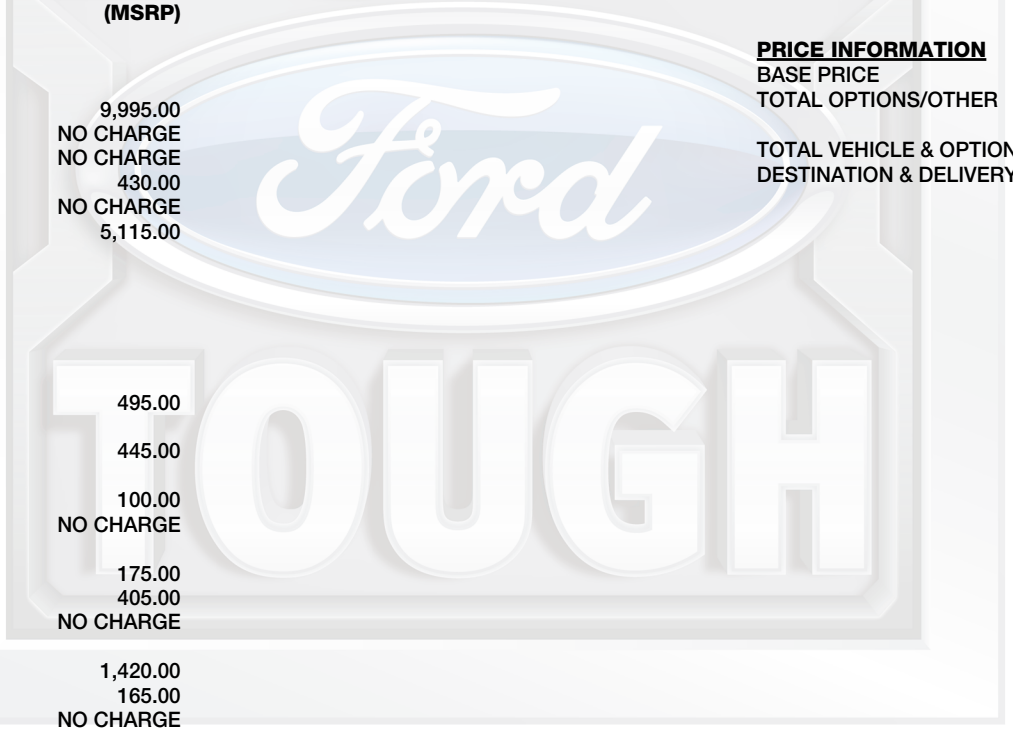 (MSRP)
9,995.00
NO CHARGE
NO CHARGE
430.00
NO CHARGE
5,115.00
495.00
445.00
100.00
NO CHARGE
175.00
405.00
NO CHARGE
1,420.00
165.00
NO CHARGE
PRICE INFORMATION
BASE PRICE
TOTAL OPTIONS/OTHER
TOTAL VEHICLE & OPTION
DESTINATION & DELIVERY
Ford
TOUGH